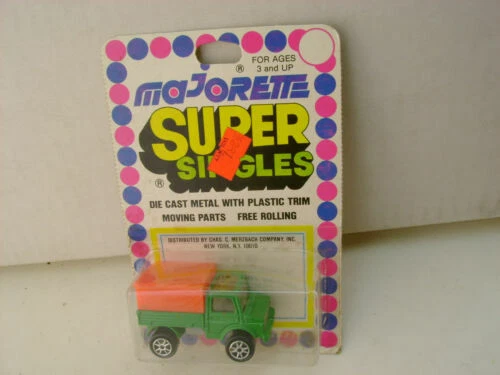 FOR AGES
3 and UP
®
MAJORETTE
SUPER
SINGLES
®
DIE CAST METAL WITH PLASTIC TRIM
MOVING PARTS FREE ROLLING
DISTRIBUTED BY CHAS. C. MERZBACH COMPANY, INC.
NEW YORK, N.Y. 10010